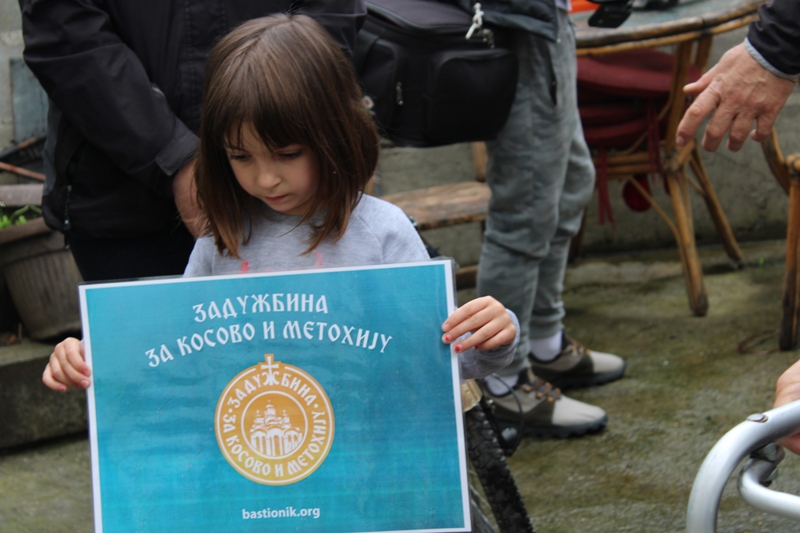 ЗАДУЖБИНА
ЗА КОСОВО И МЕТОХИЈУ
ЗАДУЖБИНА
ЗА КОСОВО И МЕТОХИЈУ
bastionik.org